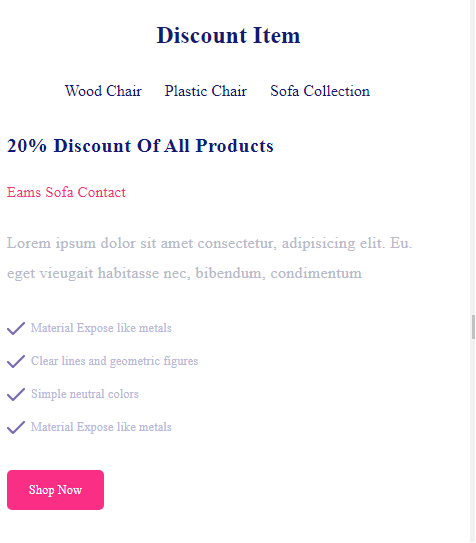 Discount Item
Wood Chair Plastic Chair Sofa Collection
20% Discount Of All Products
Eams Sofa Contact
Lorem ipsum dolor sit amet consectetur, adipisicing elit. Eu.
eget vieugait habitasse nec, bibendum, condimentum
Material Expose like metals
Clear lines and geometric figures
Simple neutral colors
Material Expose like metals
Shop Now